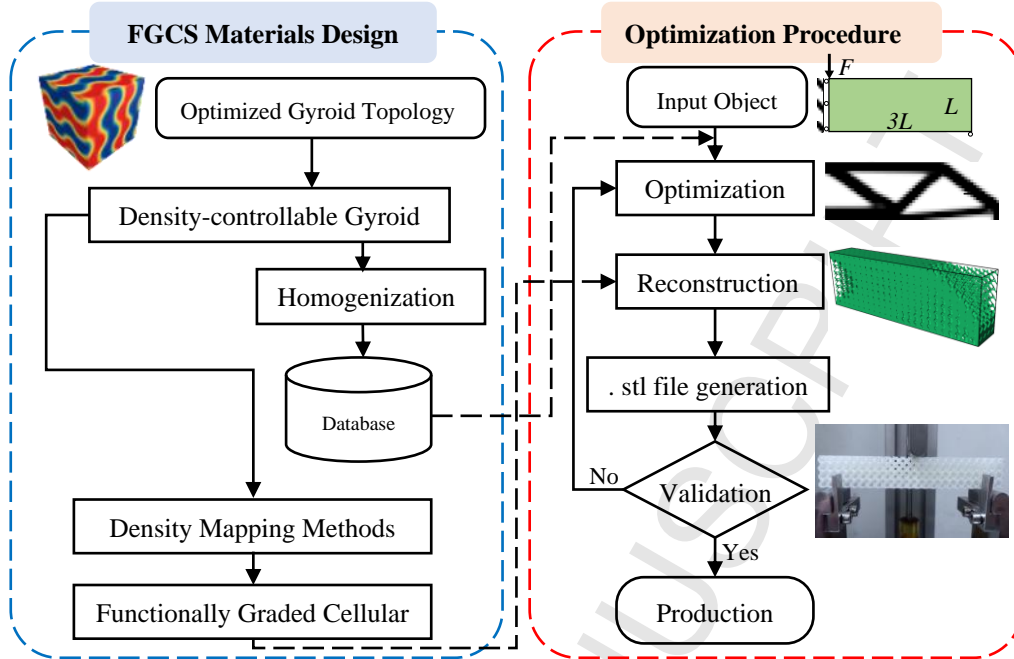 FGCS Materials Design
Optimized Gyroid Topology
Density-controllable Gyroid
Homogenization
Database
Density Mapping Methods
Functionally Graded Cellular
Optimization Procedure
Input Object
F
L
3L
Optimization
Reconstruction
. stl file generation
No
Validation
Yes
Production